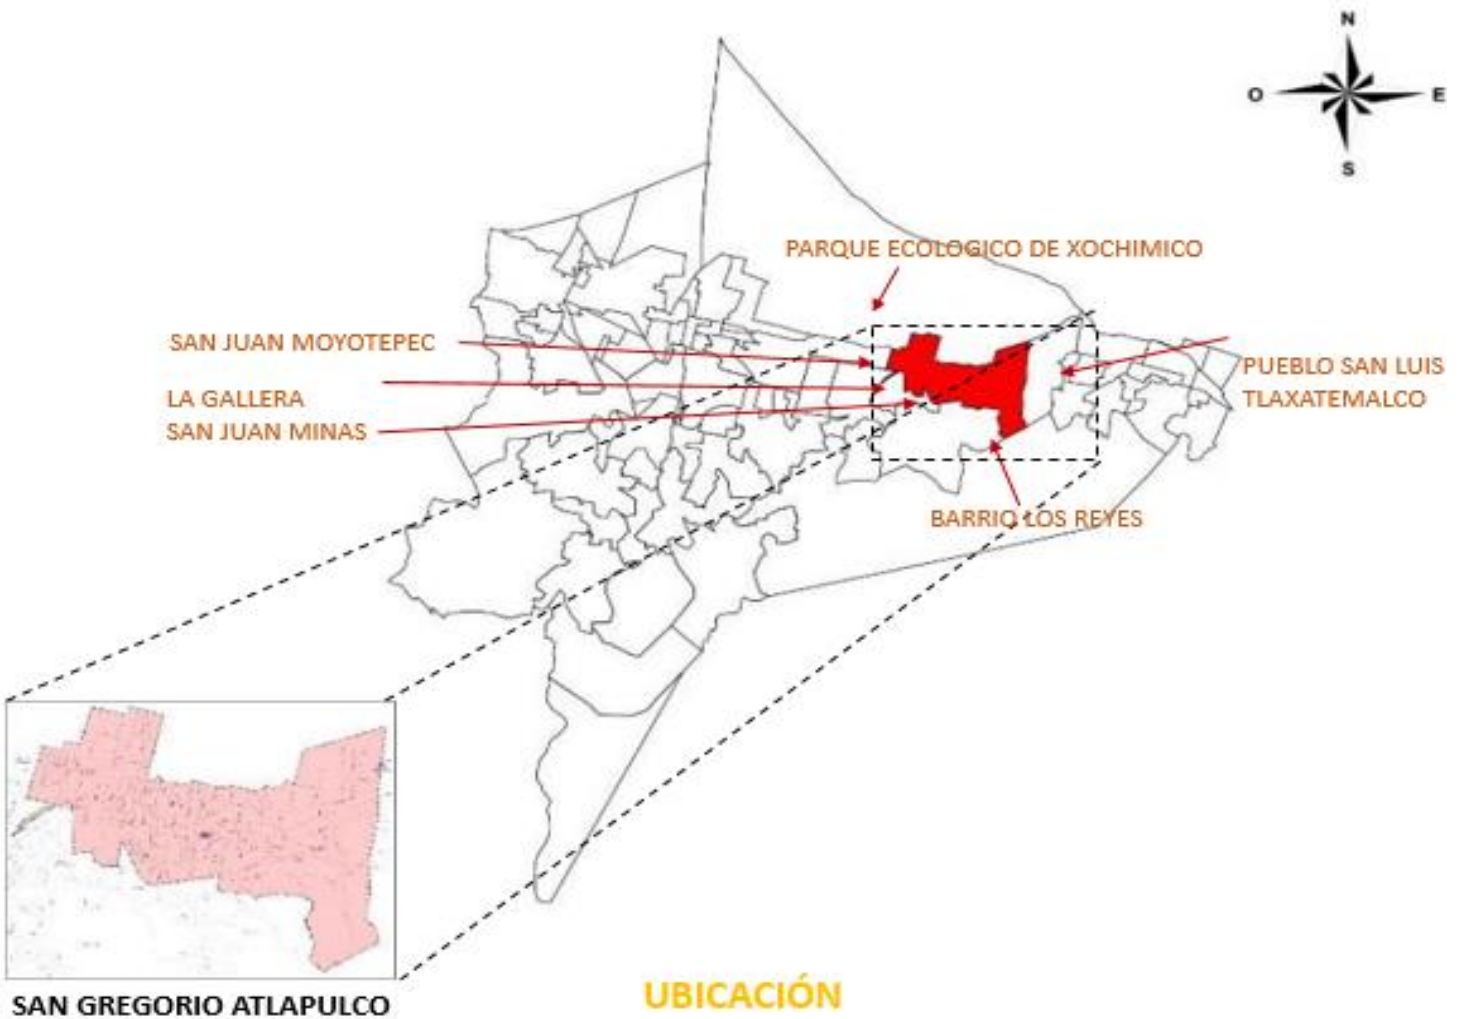 N
O
E
S
PARQUE ECOLOGICO DE XOCHIMICO
SAN JUAN MOYOTEPEC
LA GALLERA
SAN JUAN MINAS
PUEBLO SAN LUIS
TLAXATEMALCO
BARRIO LOS REYES
SAN GREGORIO ATLAPULCO
UBICACIÓN